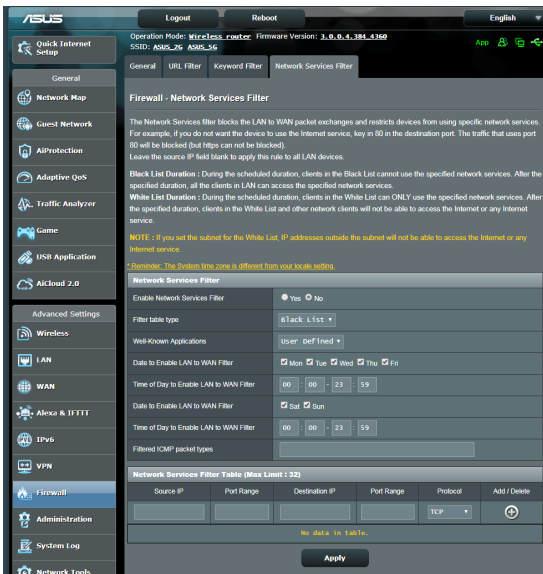 ASUS
Logout
Reboot
English
Quick Internet
Setup
Operation Mode: Wireless router Firmware Version: 3.0.0.4.384_4360
SSID: ASUS_2G ASUS_5G
App
General
Network Map
Guest Network
AiProtection
Adaptive QoS
Traffic Analyzer
Game
USB Application
AiCloud 2.0
Advanced Settings
Wireless
LAN
WAN
Alexa & IFTTT
IPv6
VPN
Firewall
Administration
System Log
Network Tools
General
URL Filter
Keyword Filter
Network Services Filter
Firewall - Network Services Filter
The Network Services filter blocks the LAN to WAN packet exchanges and restricts devices from using specific network services.
For example, if you do not want the device to use the Internet service, key in 80 in the destination port. The traffic that uses port
80 will be blocked (but https can not be blocked).
Leave the source IP field blank to apply this rule to all LAN devices.
Black List Duration : During the scheduled duration, clients in the Black List cannot use the specified network services. After the
specified duration, all the clients in LAN can access the specified network services.
White List Duration : During the scheduled duration, clients in the White List can ONLY use the specified network services. After
the specified duration, clients in the White List and other network clients will not be able to access the Internet or any Internet
service.
NOTE : If you set the subnet for the White List, IP addresses outside the subnet will not be able to access the Internet or any
Internet service.
* Reminder: The System time zone is different from your locale setting.
Network Services Filter
Enable Network Services Filter
Yes No
Filter table type
Black List
Well-Known Applications
User Defined
Date to Enable LAN to WAN Filter
Mon Tue Wed Thu Fri
Time of Day to Enable LAN to WAN Filter
00 : 00 - 23 : 59
Date to Enable LAN to WAN Filter
Sat Sun
Time of Day to Enable LAN to WAN Filter
00 : 00 - 23 : 59
Filtered ICMP packet types
Network Services Filter Table (Max Limit : 32)
Source IP Port Range Destination IP Port Range Protocol Add / Delete
TCP
No data in table.
Apply